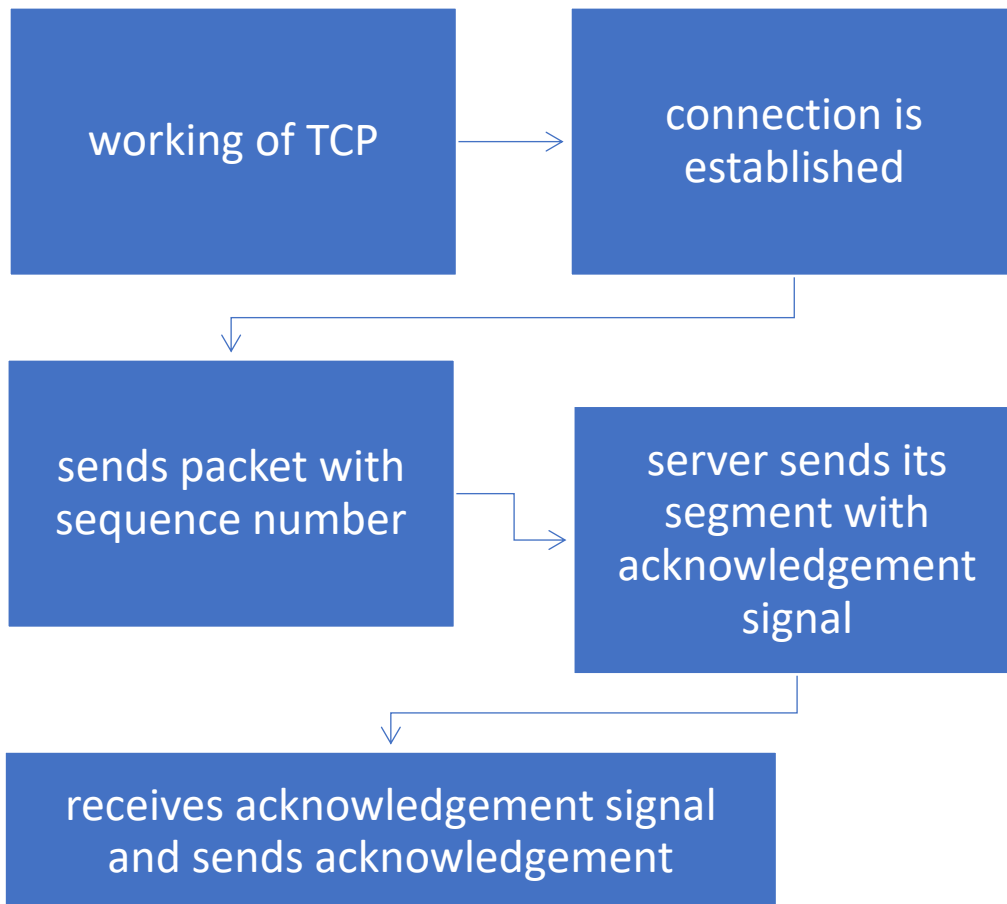 working of TCP
connection is
established
sends packet with
sequence number
server sends its
segment with
acknowledgement
signal
receives acknowledgement signal
and sends acknowledgement